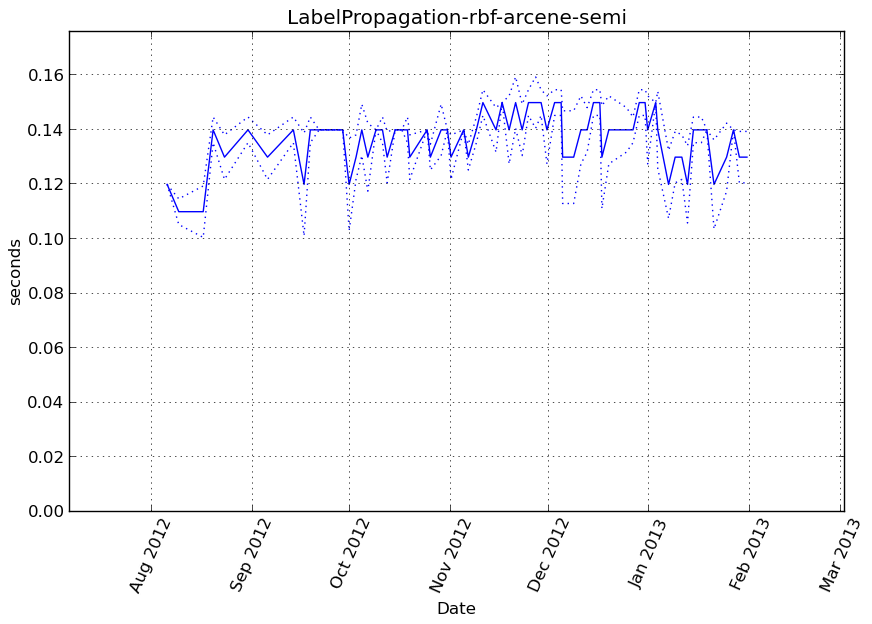 LabelPropagation-rbf-arcene-semi
0.16
0.14
0.12
0.10
0.08
0.06
0.04
0.02
0.00
seconds
Aug 2012
Sep 2012
Oct 2012
Nov 2012
Dec 2012
Jan 2013
Feb 2013
Mar 2013
Date